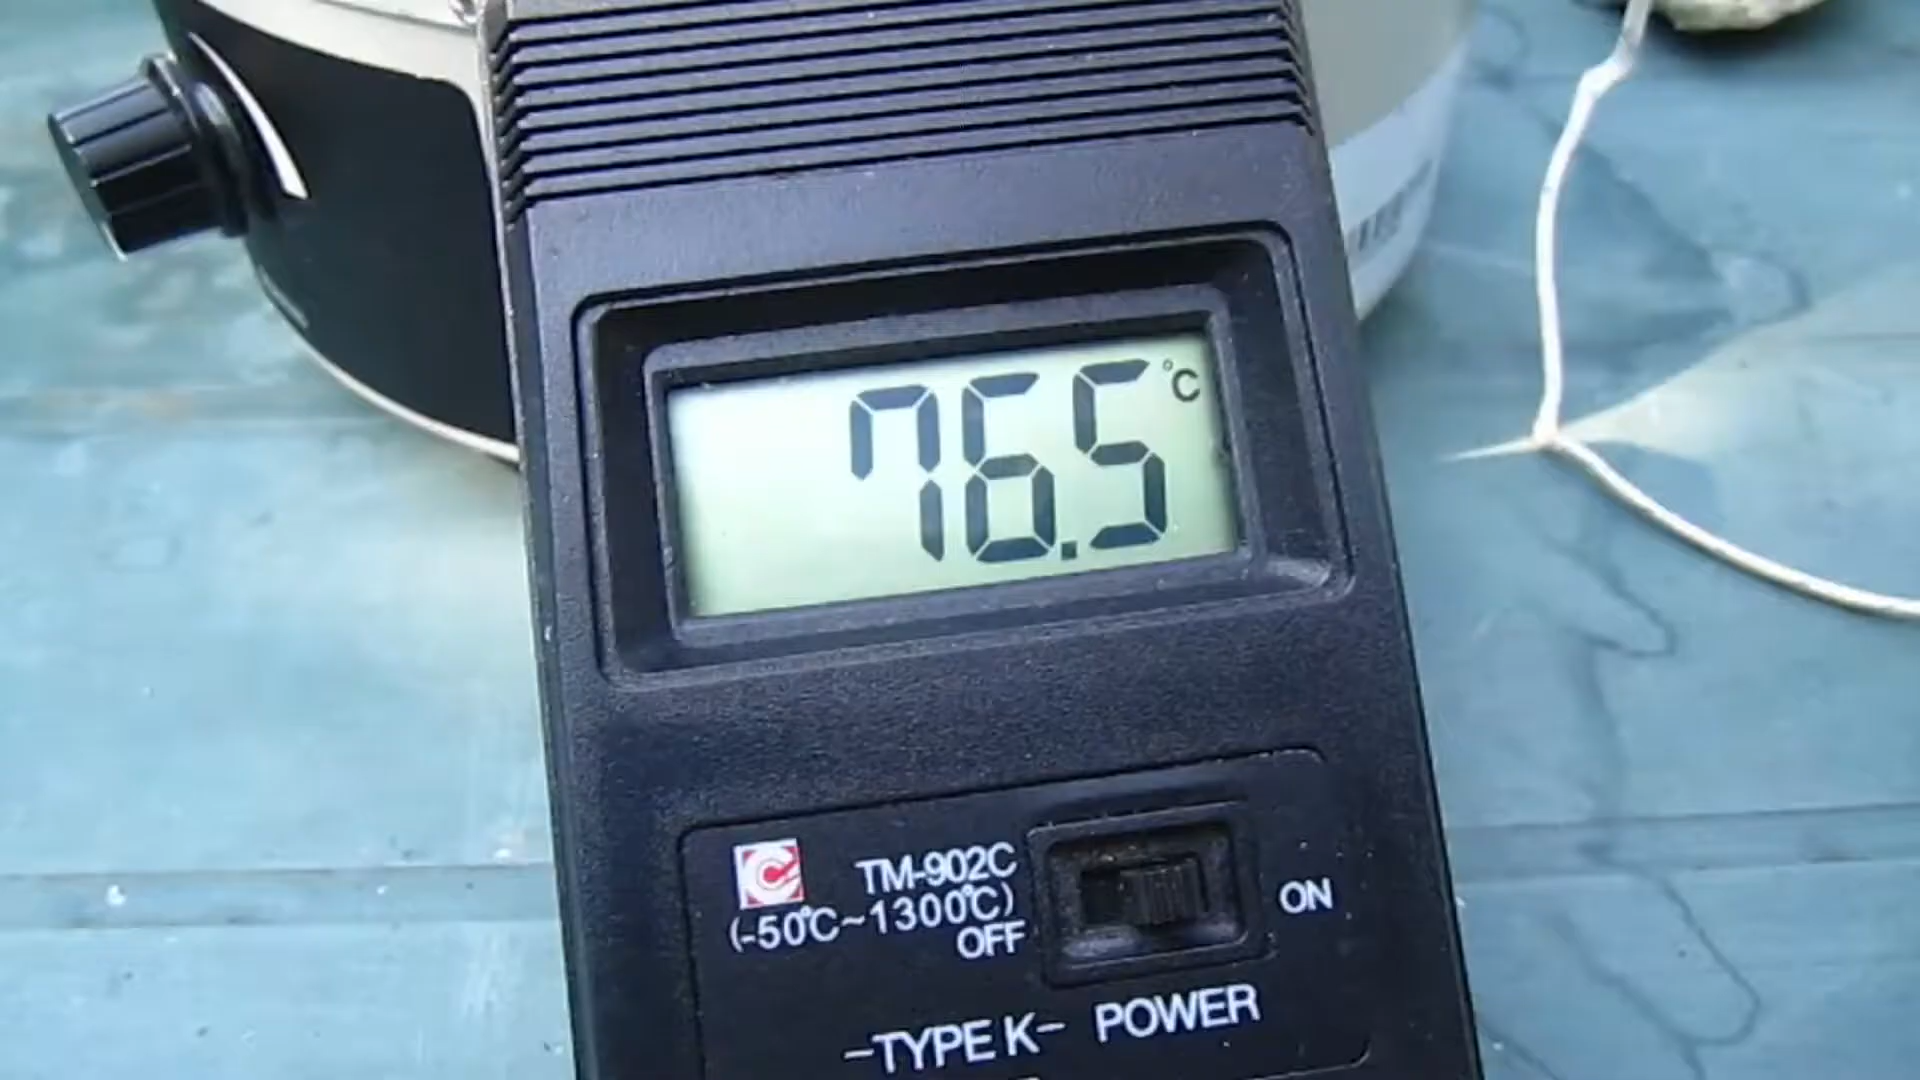 76.5 °C
TM-902C
(-50℃~1300℃)
OFF
ON
-TYPE K- POWER